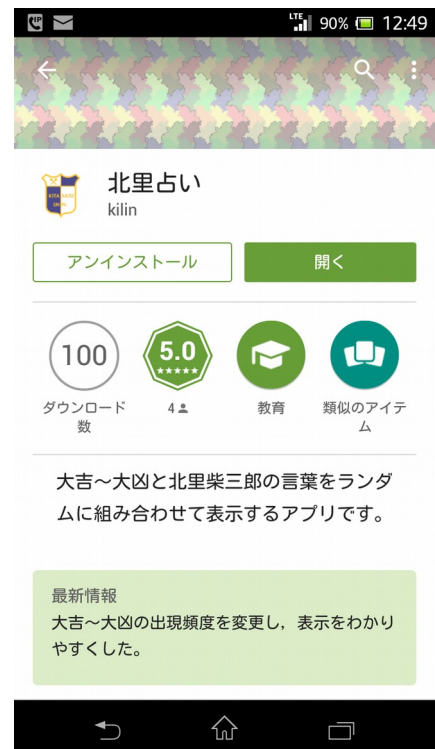 LTE 90% 12:49
北里占い
kilin
アンインストール
開く
100
5.0
ダウンロード
数
4
教育
類似のアイテ
ム
大吉～大凶と北里柴三郎の言葉をランダ
ムに組み合わせて表示するアプリです。
最新情報
大吉～大凶の出現頻度を変更し，表示をわかり
やすくした。